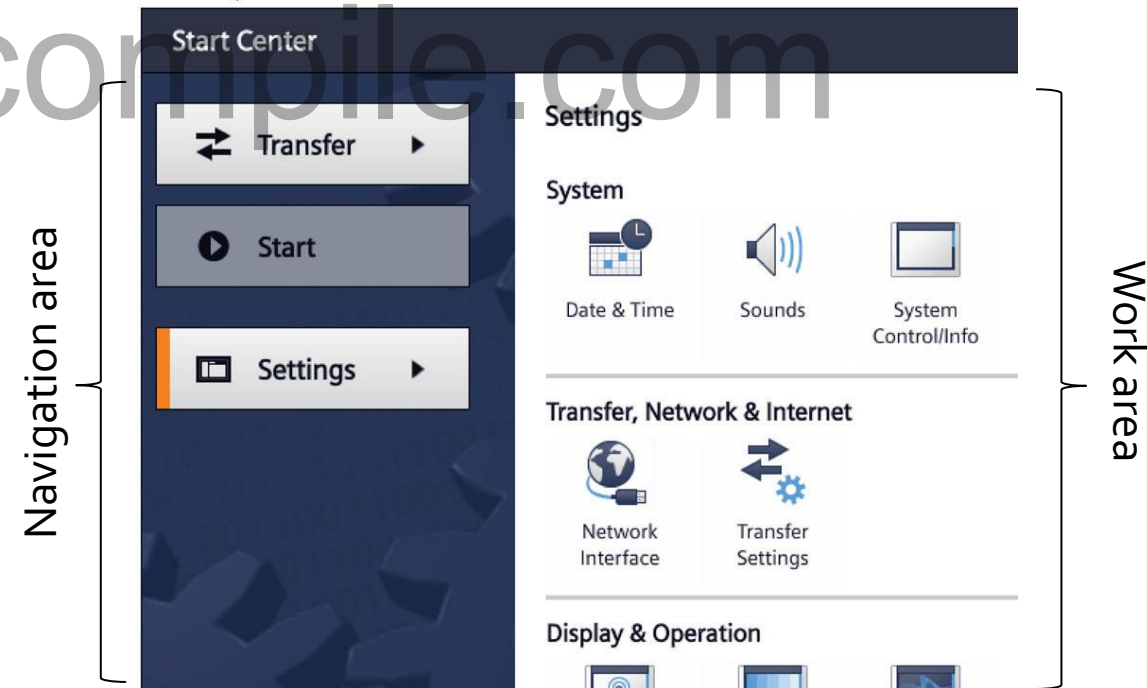 compile.com
Start Center
Navigation area
Transfer
Start
Settings
Settings
System
Date & Time
Sounds
System
Control/Info
Transfer, Network & Internet
Network
Interface
Transfer
Settings
Display & Operation
Work area